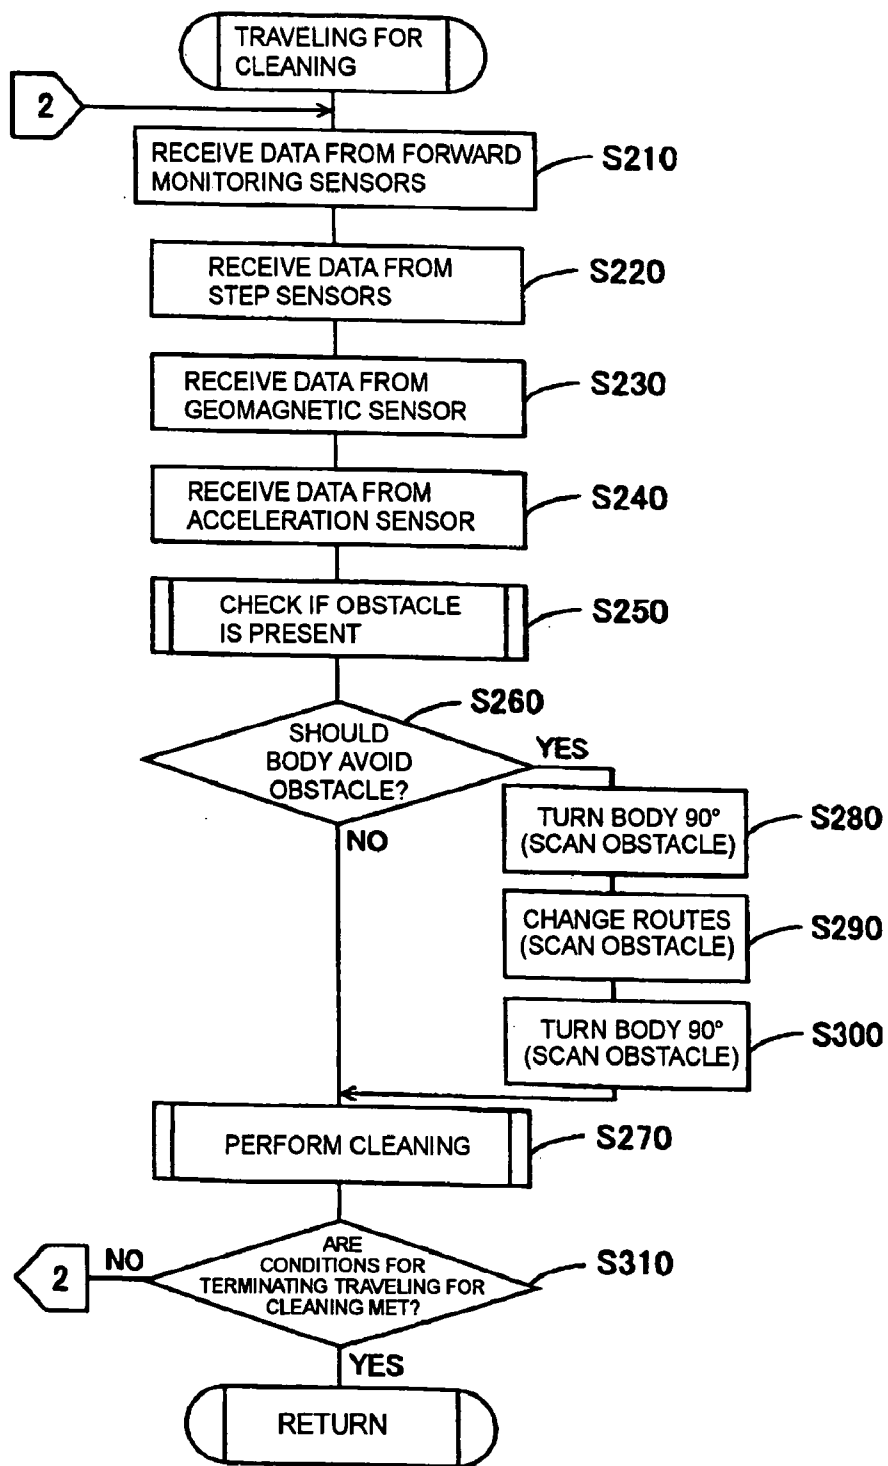 TRAVELING FOR
CLEANING
2
RECEIVE DATA FROM FORWARD
MONITORING SENSORS
S210
RECEIVE DATA FROM
STEP SENSORS
S220
RECEIVE DATA FROM
GEOMAGNETIC SENSOR
S230
RECEIVE DATA FROM
ACCELERATION SENSOR
S240
CHECK IF OBSTACLE
IS PRESENT
S250
S260
SHOULD
BODY AVOID
OBSTACLE?
YES
NO
TURN BODY 90°
(SCAN OBSTACLE)
S280
CHANGE ROUTES
(SCAN OBSTACLE)
S290
TURN BODY 90°
(SCAN OBSTACLE)
S300
PERFORM CLEANING
S270
ARE
CONDITIONS FOR
TERMINATING TRAVELING FOR
CLEANING MET?
S310
NO
2
YES
RETURN